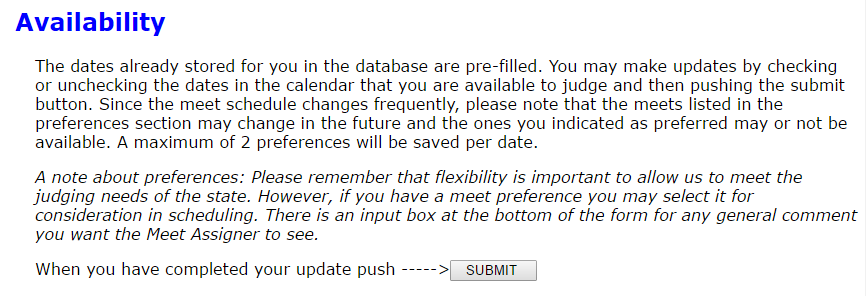 Availability
The dates already stored for you in the database are pre-filled. You may make updates by checking
or unchecking the dates in the calendar that you are available to judge and then pushing the submit
button. Since the meet schedule changes frequently, please note that the meets listed in the
preferences section may change in the future and the ones you indicated as preferred may or not be
available. A maximum of 2 preferences will be saved per date.
A note about preferences: Please remember that flexibility is important to allow us to meet the
judging needs of the state. However, if you have a meet preference you may select it for
consideration in scheduling. There is an input box at the bottom of the form for any general comment
you want the Meet Assigner to see.
When you have completed your update push -----> SUBMIT